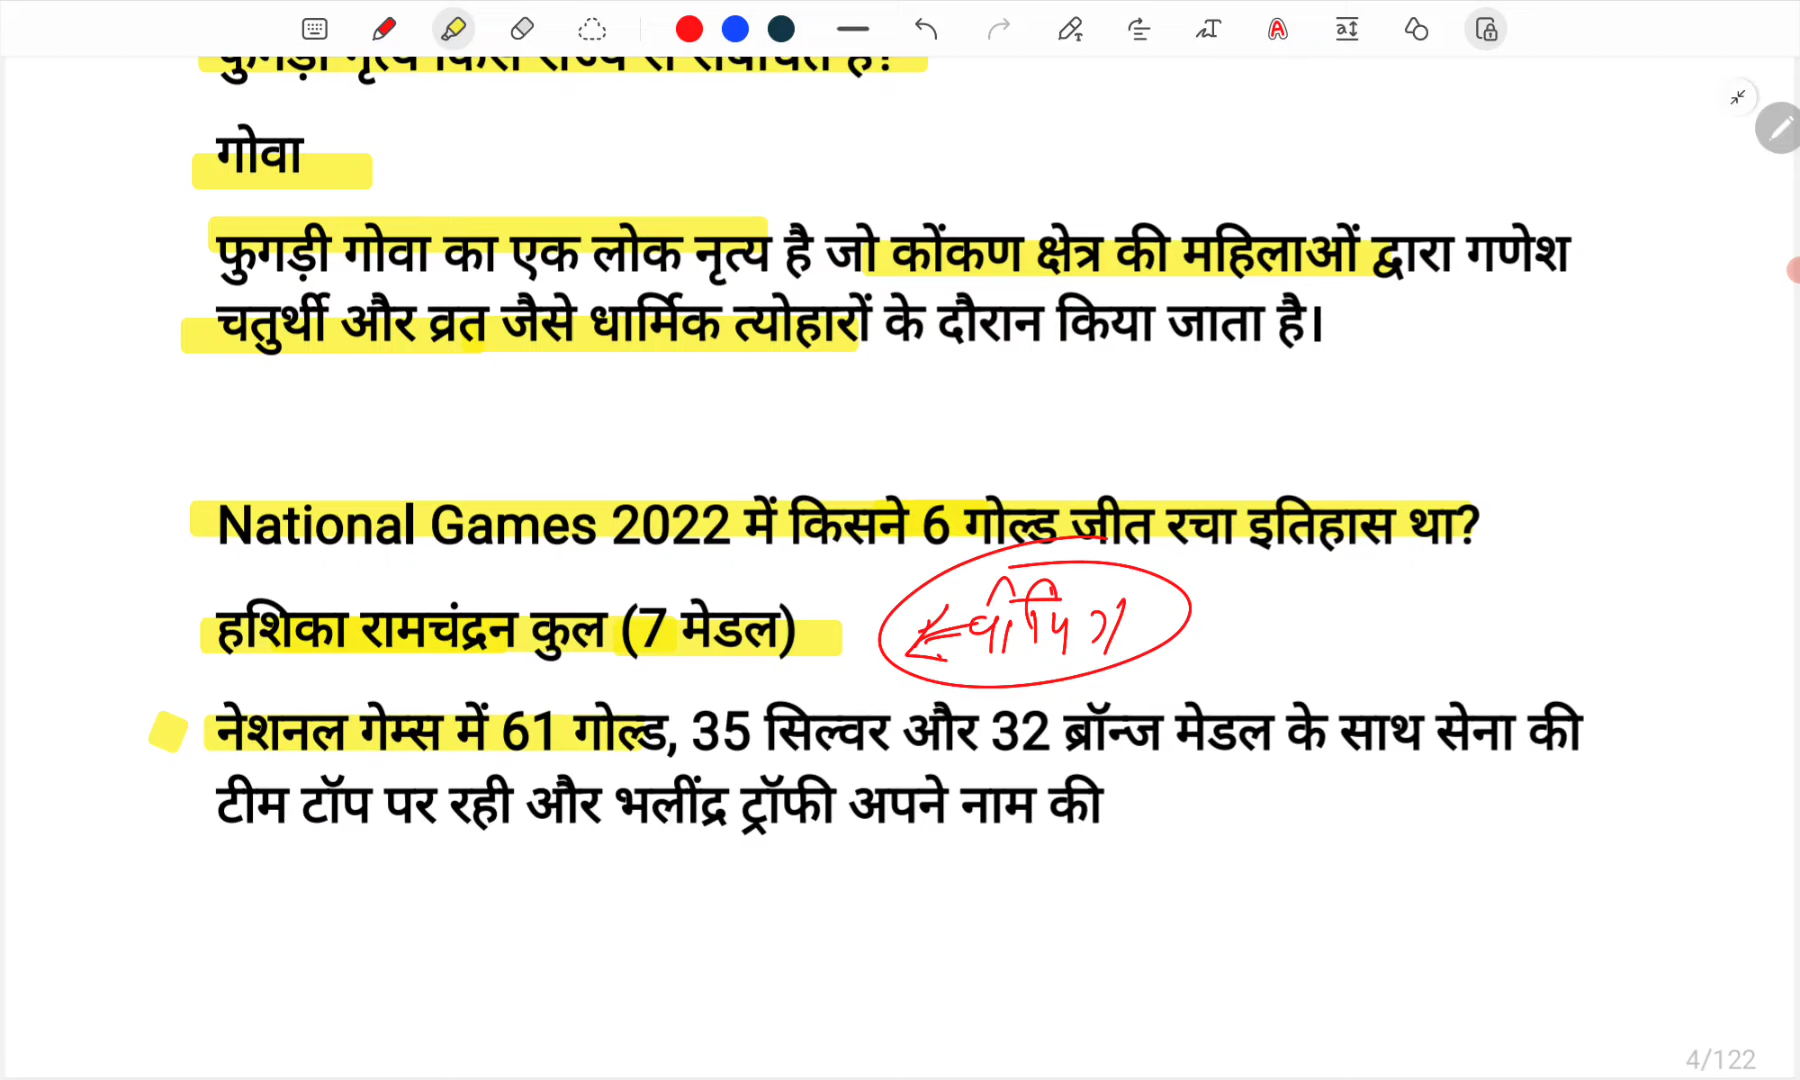 फुगड़ी नृत्य किस राज्य से संबंधित है?
गोवा
फुगड़ी गोवा का एक लोक नृत्य है जो कोंकण क्षेत्र की महिलाओं द्वारा गणेश
चतुर्थी और व्रत जैसे धार्मिक त्योहारों के दौरान किया जाता है।
National Games 2022 में किसने 6 गोल्ड जीत रचा इतिहास था?
हशिका रामचंद्रन कुल (7 मेडल)
नेशनल गेम्स में 61 गोल्ड, 35 सिल्वर और 32 ब्रॉन्ज मेडल के साथ सेना की
टीम टॉप पर रही और भलींद्र ट्रॉफी अपने नाम की
4/122